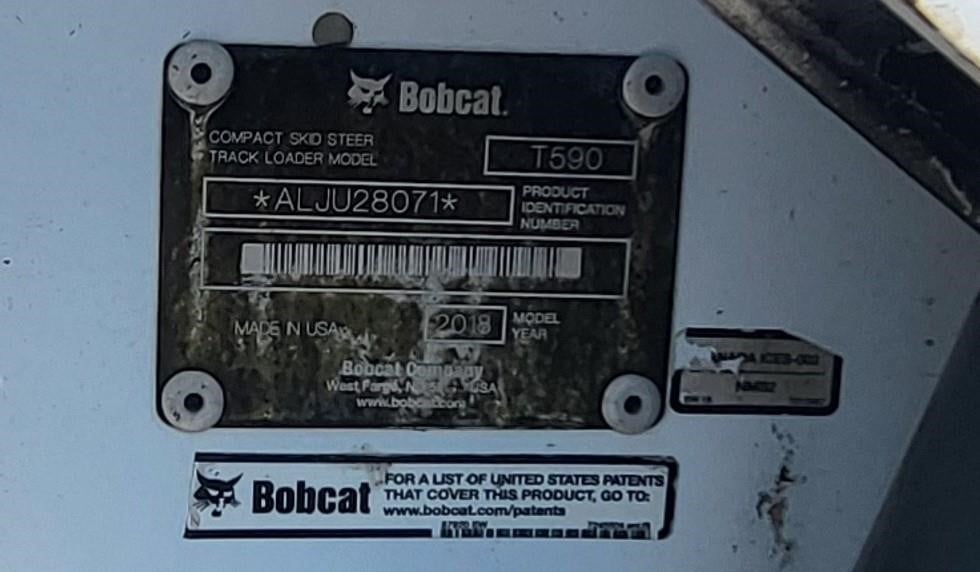 Bobcat.
COMPACT SKID STEER
TRACK LOADER MODEL
T590
*ALJU28071*
PRODUCT
IDENTIFICATION
NUMBER
MADE IN USA
2018
MODEL
YEAR
Bobcat Company
West Fargo, USA
www.bobcat.com
Bobcat
FOR A LIST OF UNITED STATES PATENTS
THAT COVER THIS PRODUCT, GO TO:
www.bobcat.com/patents